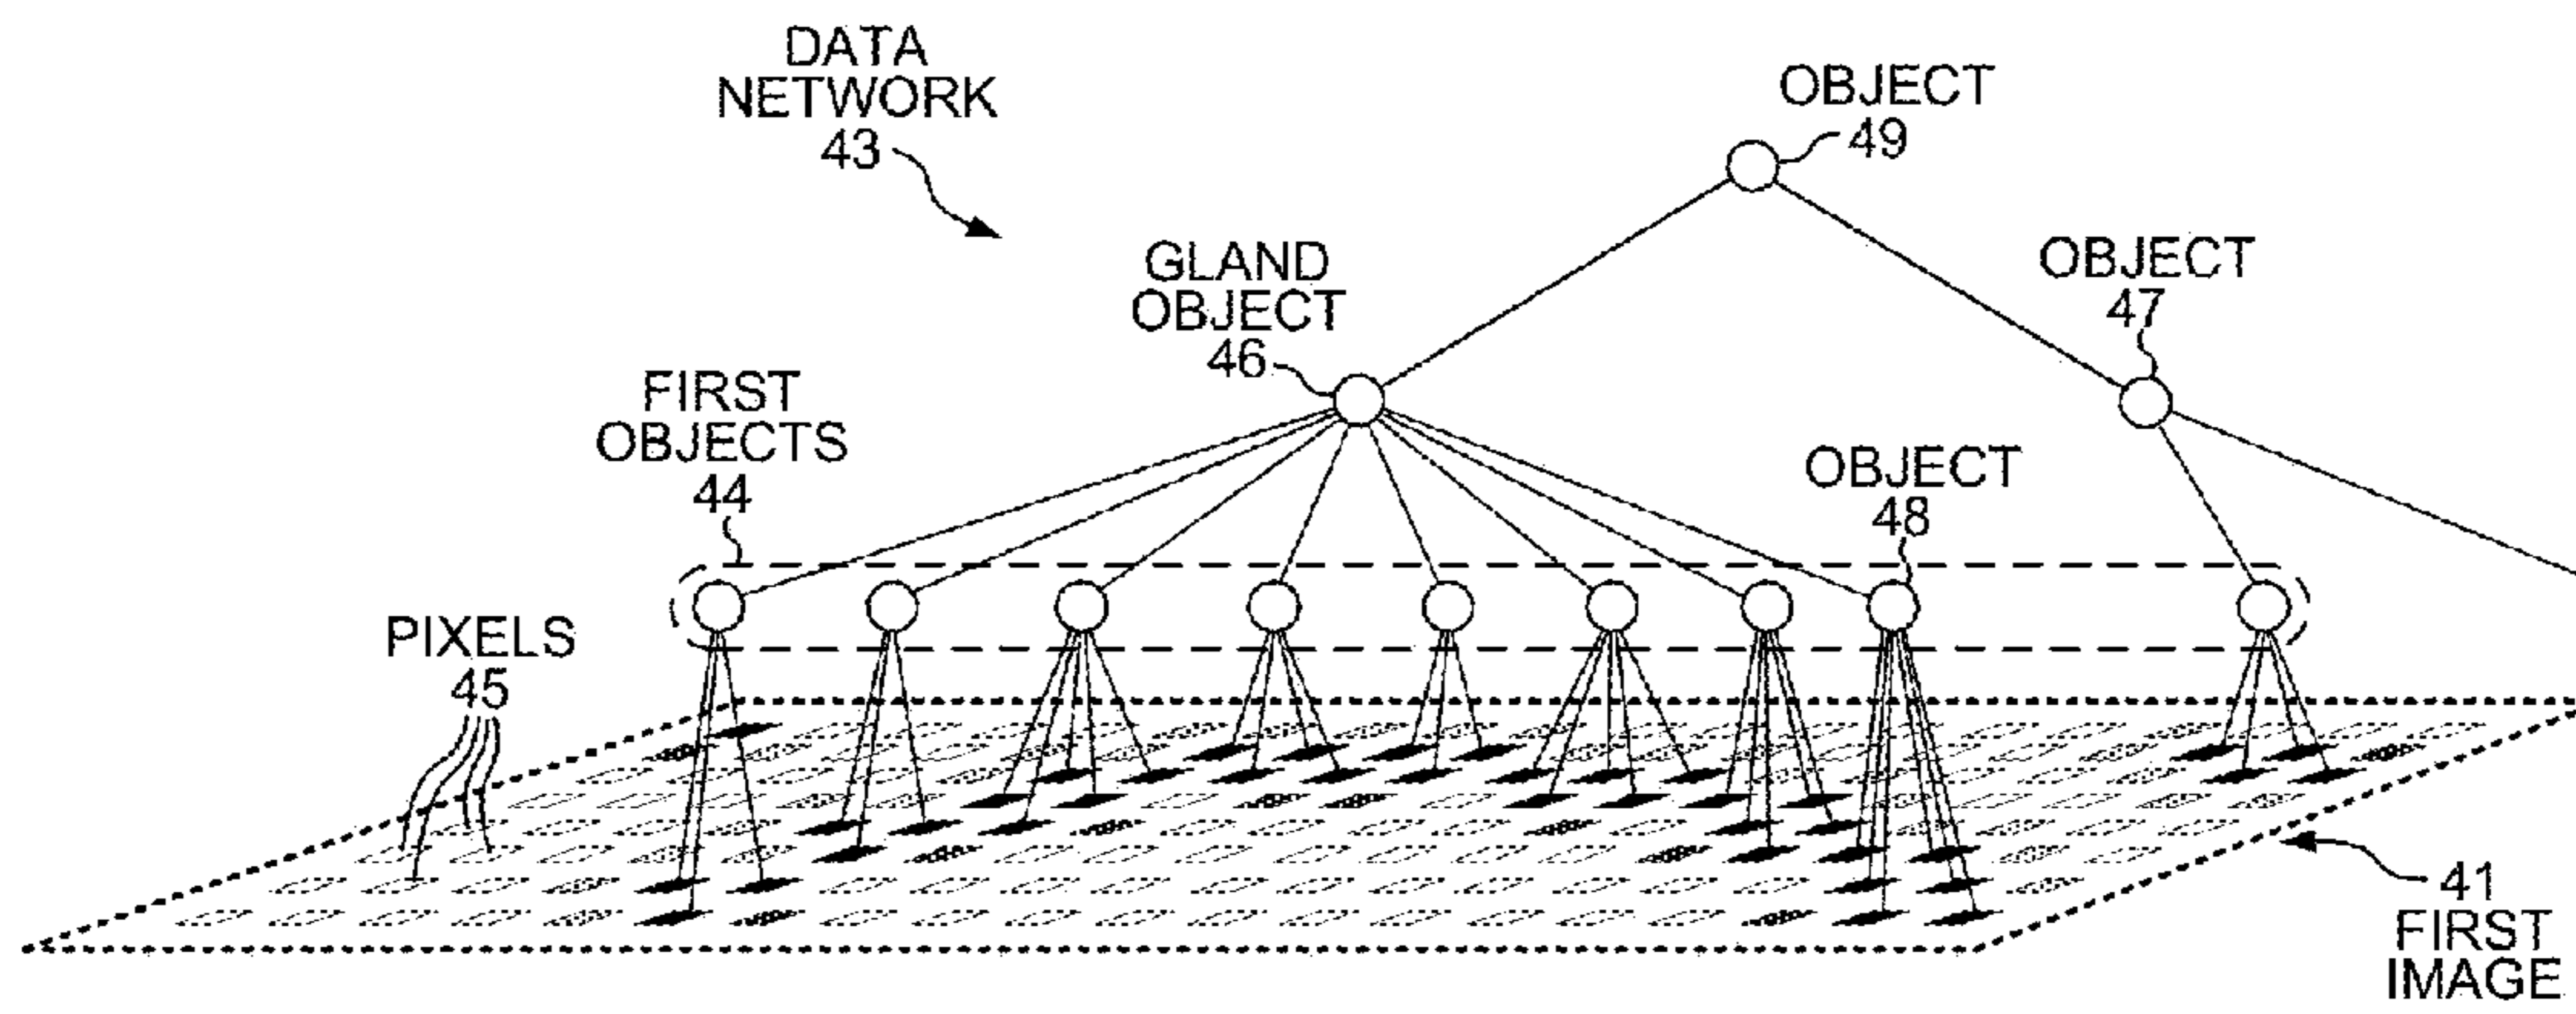 DATA
NETWORK
43
OBJECT
49
GLAND
OBJECT
46
OBJECT
47
FIRST
OBJECTS
44
OBJECT
48
PIXELS
45
41
FIRST
IMAGE